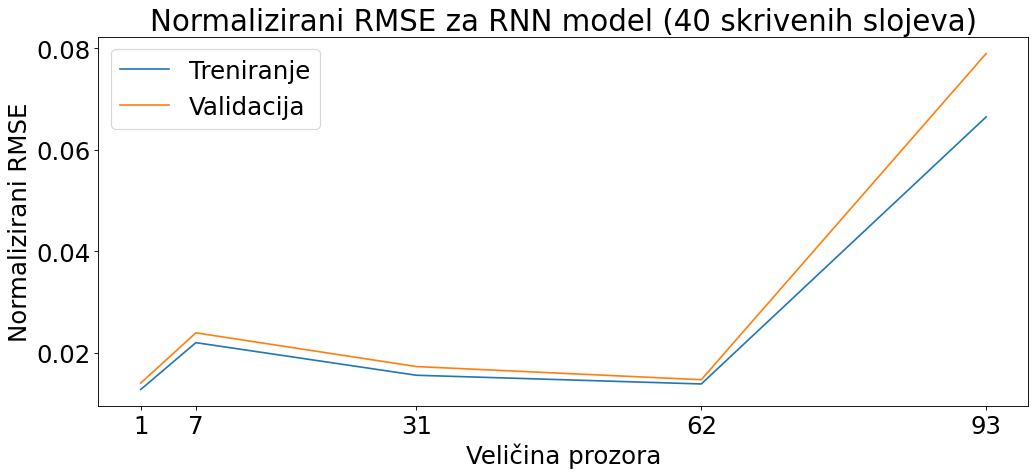 Normalizirani RMSE za RNN model (40 skrivenih slojeva)
Treniranje
Validacija
Normalizirani RMSE
0.08
0.06
0.04
0.02
1 7 31 62 93
Veličina prozora